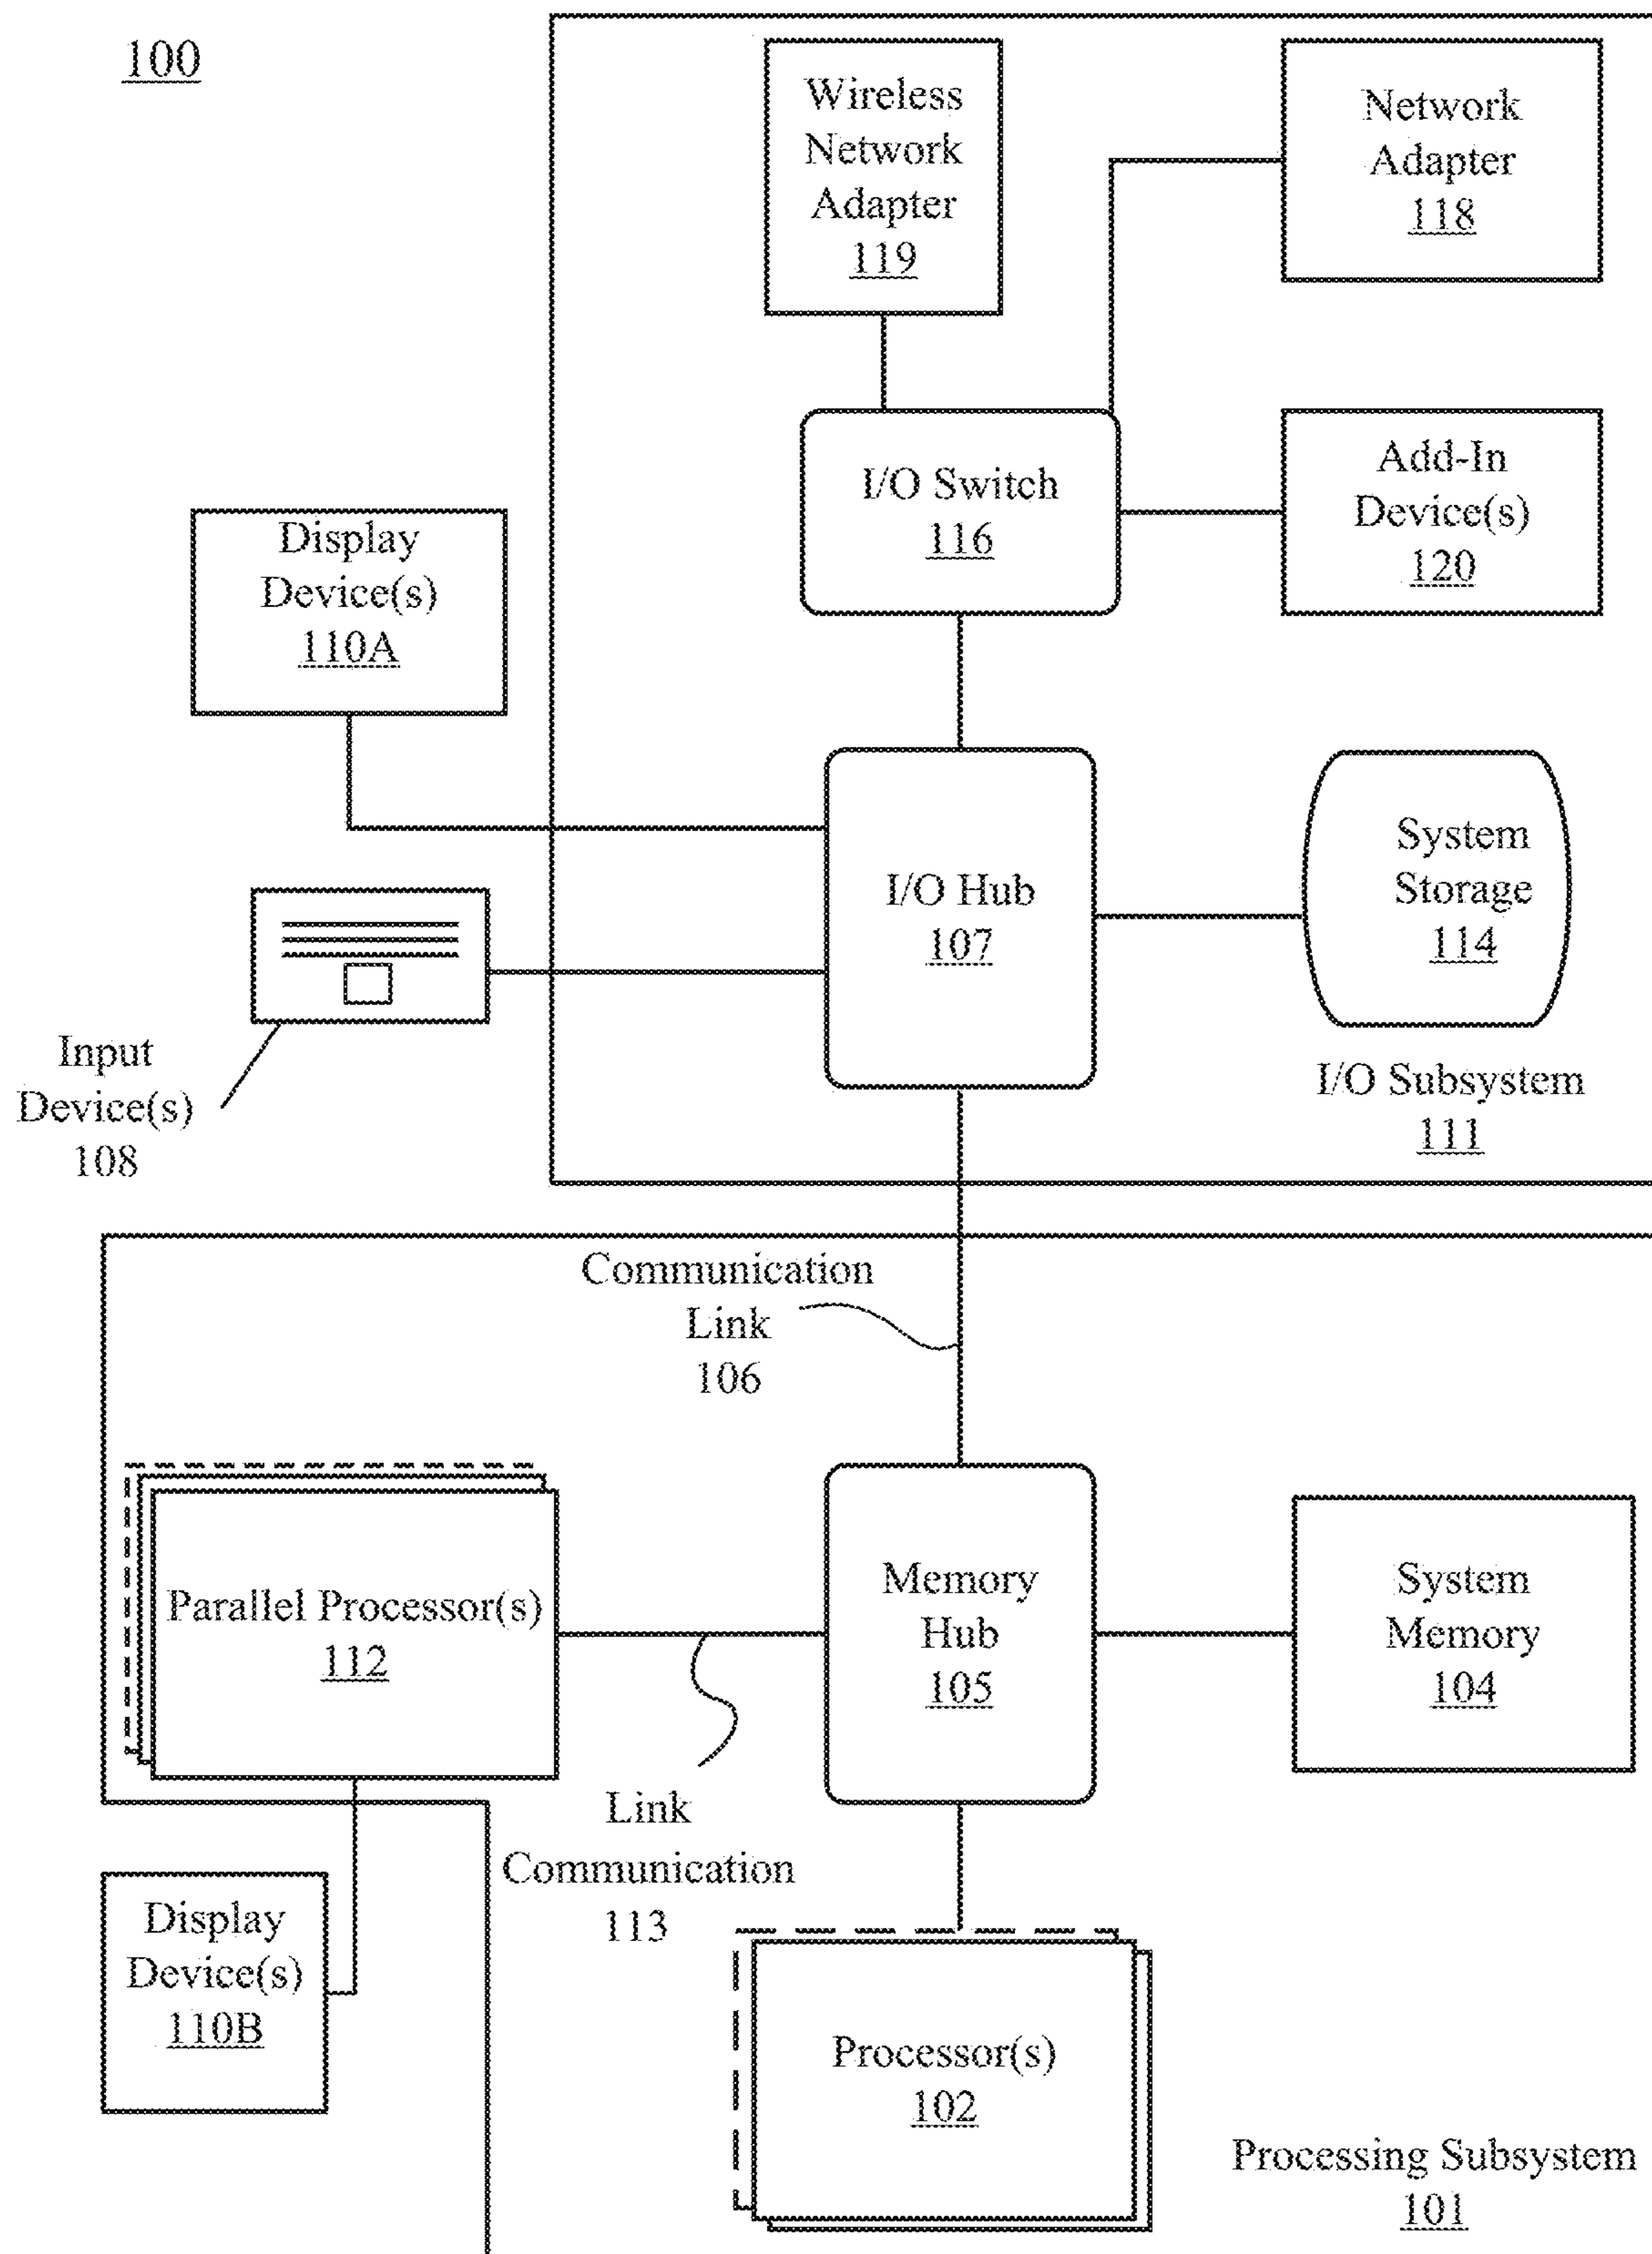 100
Wireless
Network
Adapter
119
Network
Adapter
118
I/O Switch
116
Add-In
Device(s)
120
Display
Device(s)
110A
I/O Hub
107
System
Storage
114
Input
Device(s)
108
I/O Subsystem
111
Communication
Link
106
Parallel Processor(s)
112
Memory
Hub
105
System
Memory
104
Link
Communication
113
Display
Device(s)
110B
Processor(s)
102
Processing Subsystem
101